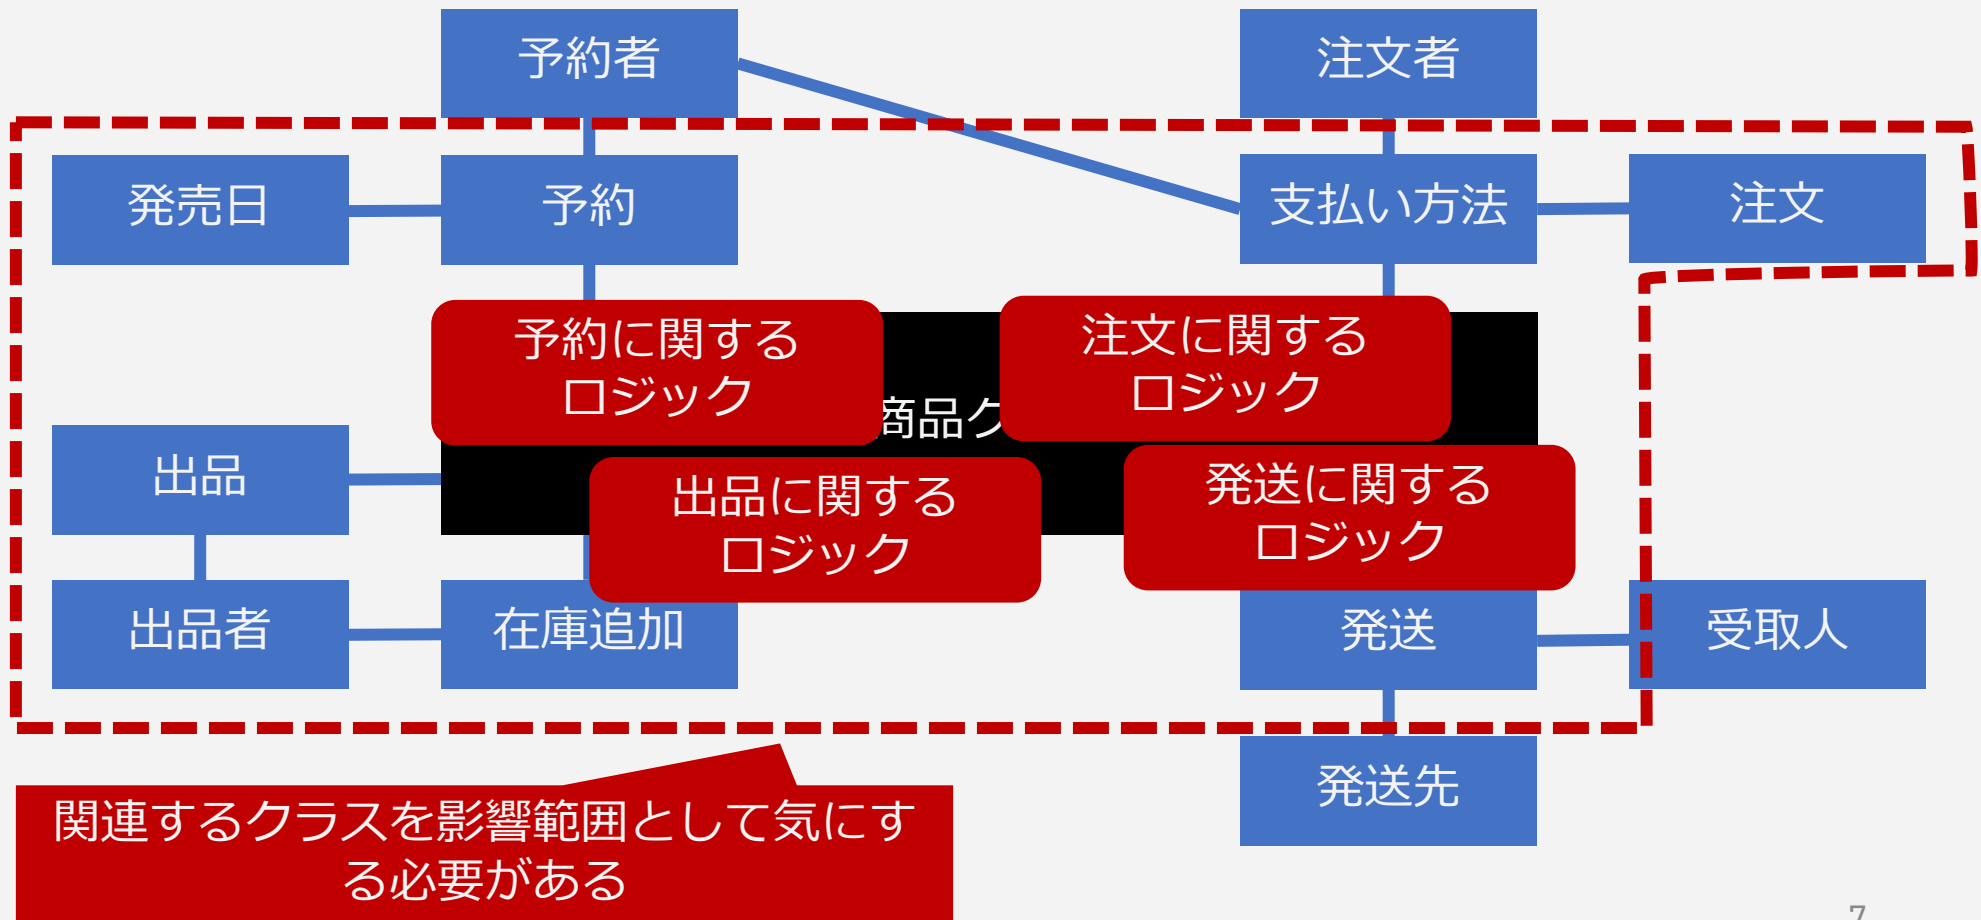 予約者
注文者
発売日
予約
支払い方法
注文
予約に関する
ロジック
注文に関する
ロジック
商品ク
出品
出品に関する
ロジック
発送に関する
ロジック
出品者
在庫追加
発送
受取人
発送先
関連するクラスを影響範囲として気にす
る必要がある
7